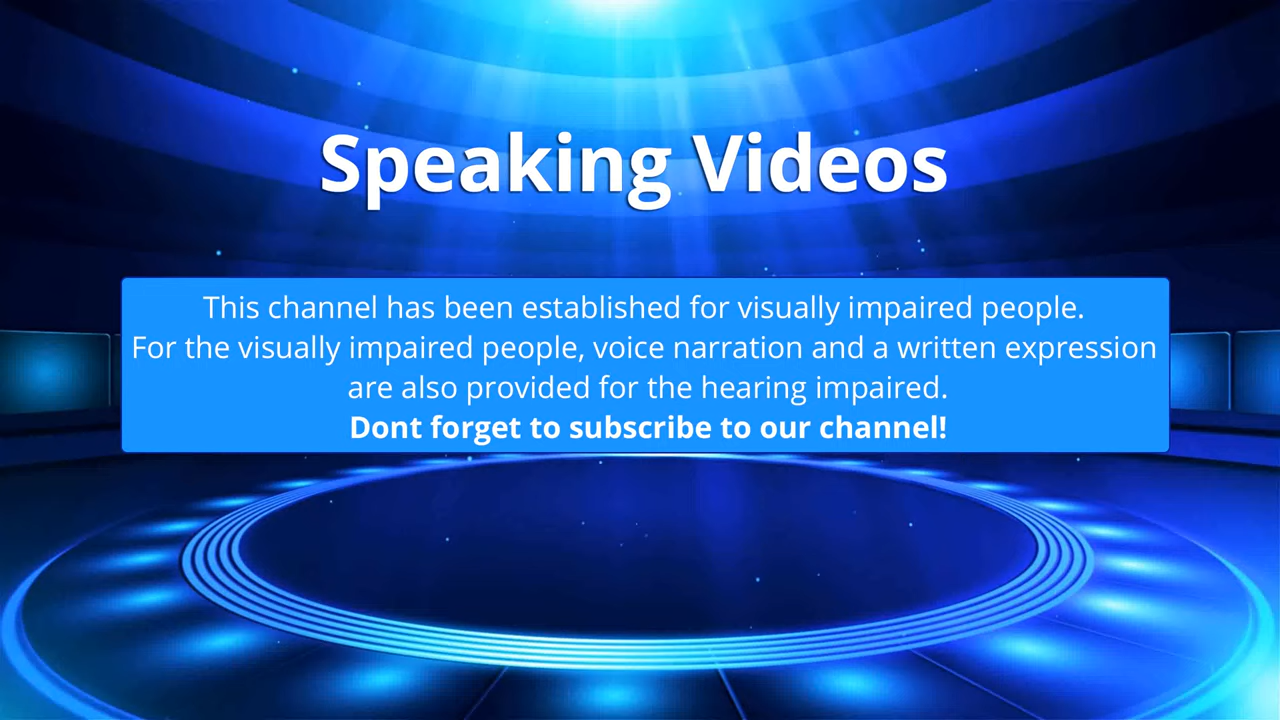 Speaking Videos
This channel has been established for visually impaired people.
For the visually impaired people, voice narration and a written expression
are also provided for the hearing impaired.
Dont forget to subscribe to our channel!